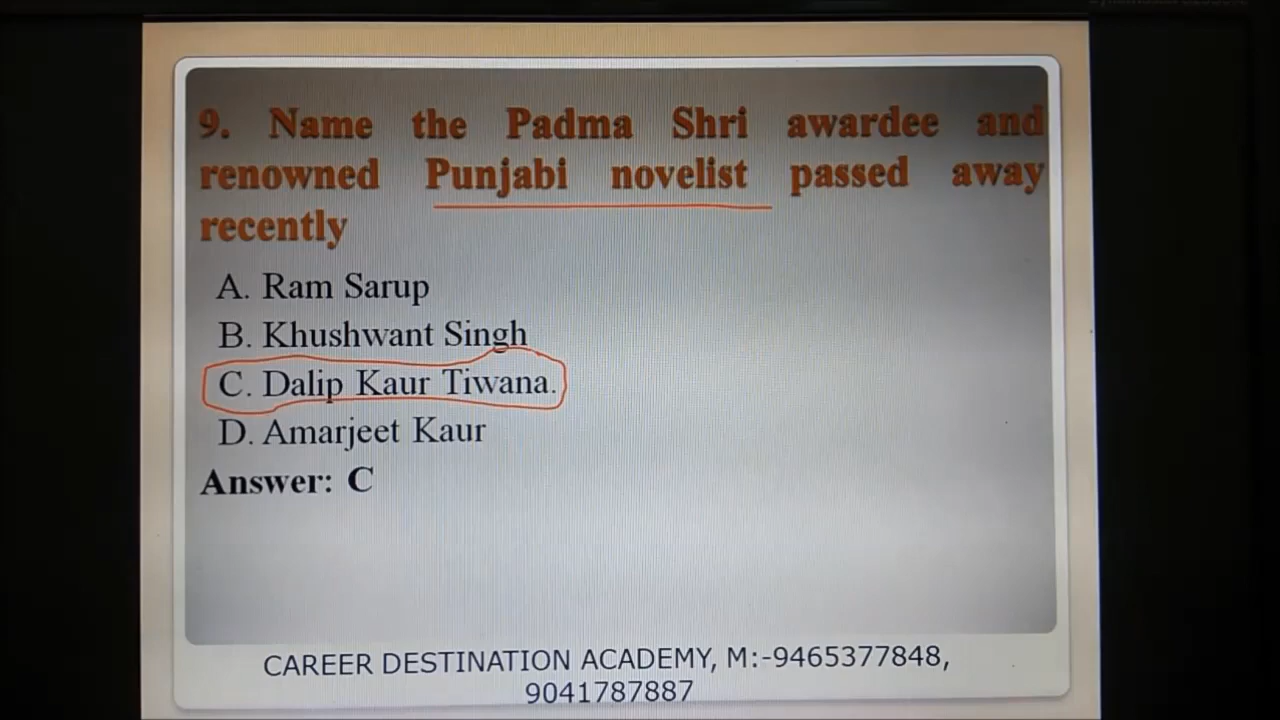 9. Name the Padma Shri awardee and
renowned Punjabi novelist passed away
recently
A. Ram Sarup
B. Khushwant Singh
C. Dalip Kaur Tiwana.
D. Amarjeet Kaur
Answer: C
CAREER DESTINATION ACADEMY, M:-9465377848,
9041787887